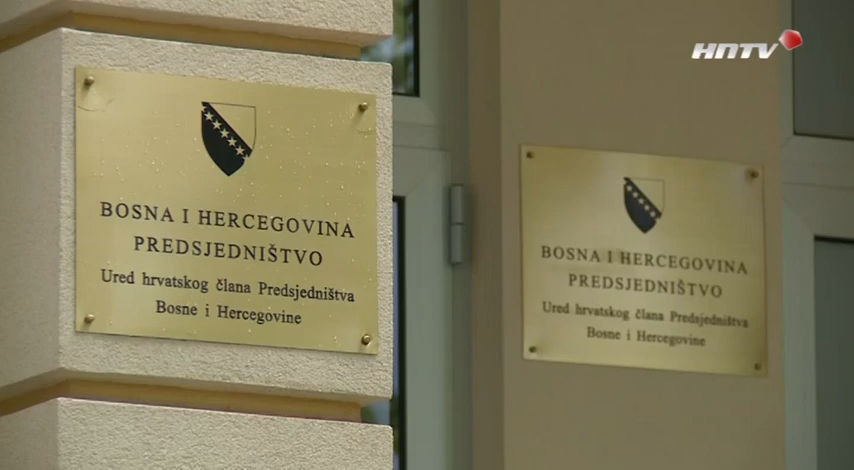 HNTV
BOSNA I HERCEGOVINA
PREDSJEDNIŠTVO
Ured hrvatskog člana Predsjedništva
Bosne i Hercegovine
BOSNA I HERCEGOVINA
PREDSJEDNIŠTVO
Ured hrvatskog člana Predsjedništva
Bosne i Hercegovine